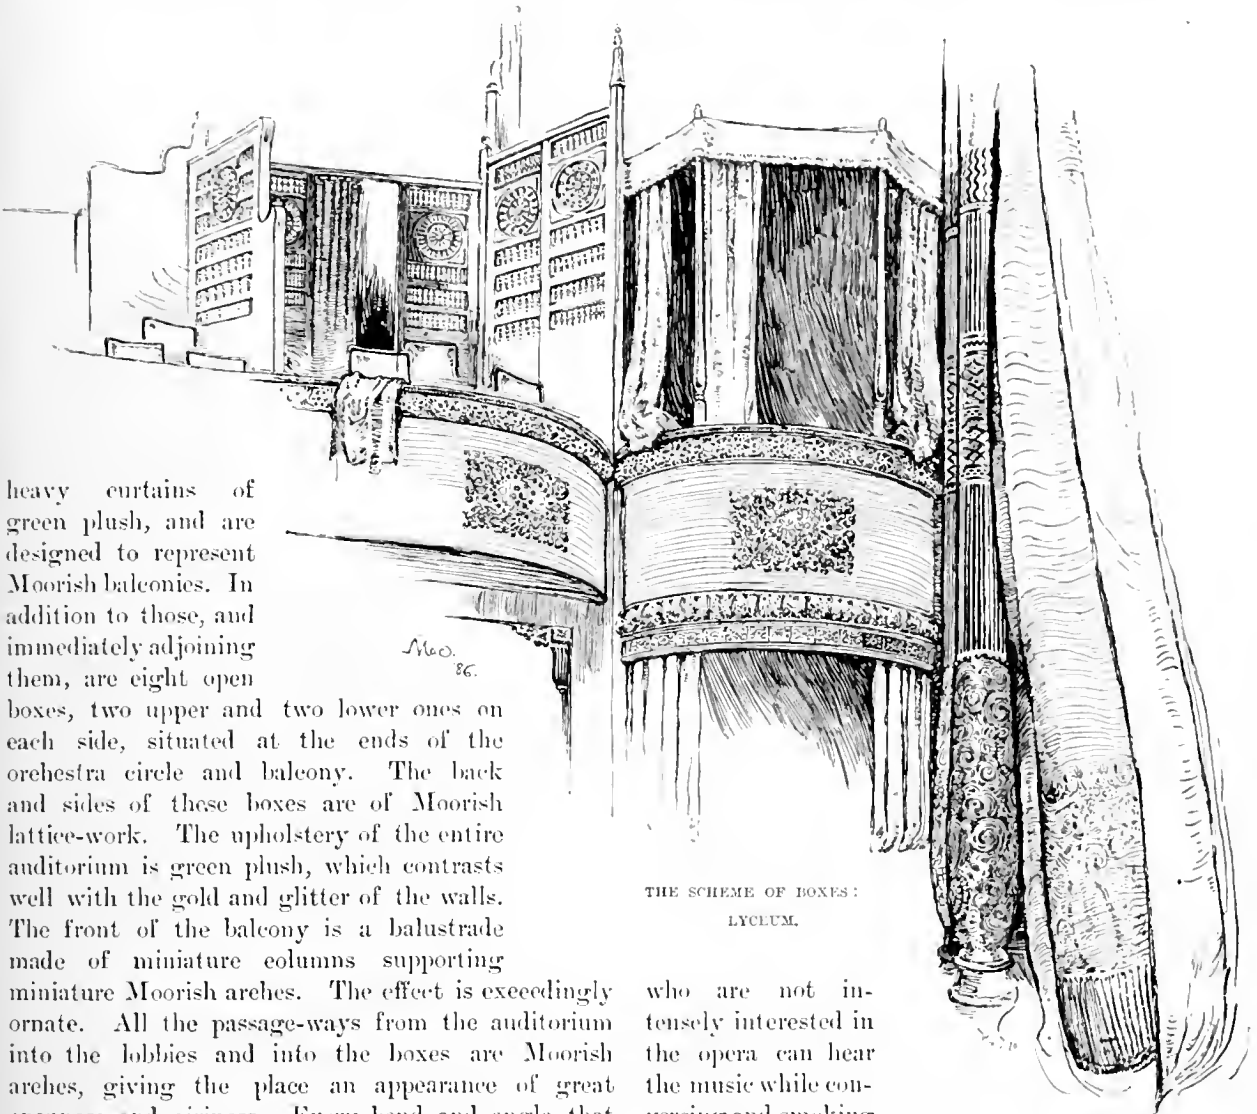 heavy curtains of
green plush, and are
designed to represent
Moorish balconies. In
addition to those, and
immediately adjoining
them, are eight open
boxes, two upper and two lower ones on
each side, situated at the ends of the
orchestra circle and balcony. The back
and sides of these boxes are of Moorish
lattice-work. The upholstery of the entire
auditorium is green plush, which contrasts
well with the gold and glitter of the walls.
The front of the balcony is a balustrade
made of miniature columns supporting
miniature Moorish arches. The effect is exceedingly
ornate. All the passage-ways from the auditorium
into the lobbies and into the boxes are Moorish
arches, giving the place an appearance of great
'86.
THE SCHEME OF BOXES:
LYCEUM.
who are not in-
tensely interested in
the opera can hear
the music while con-